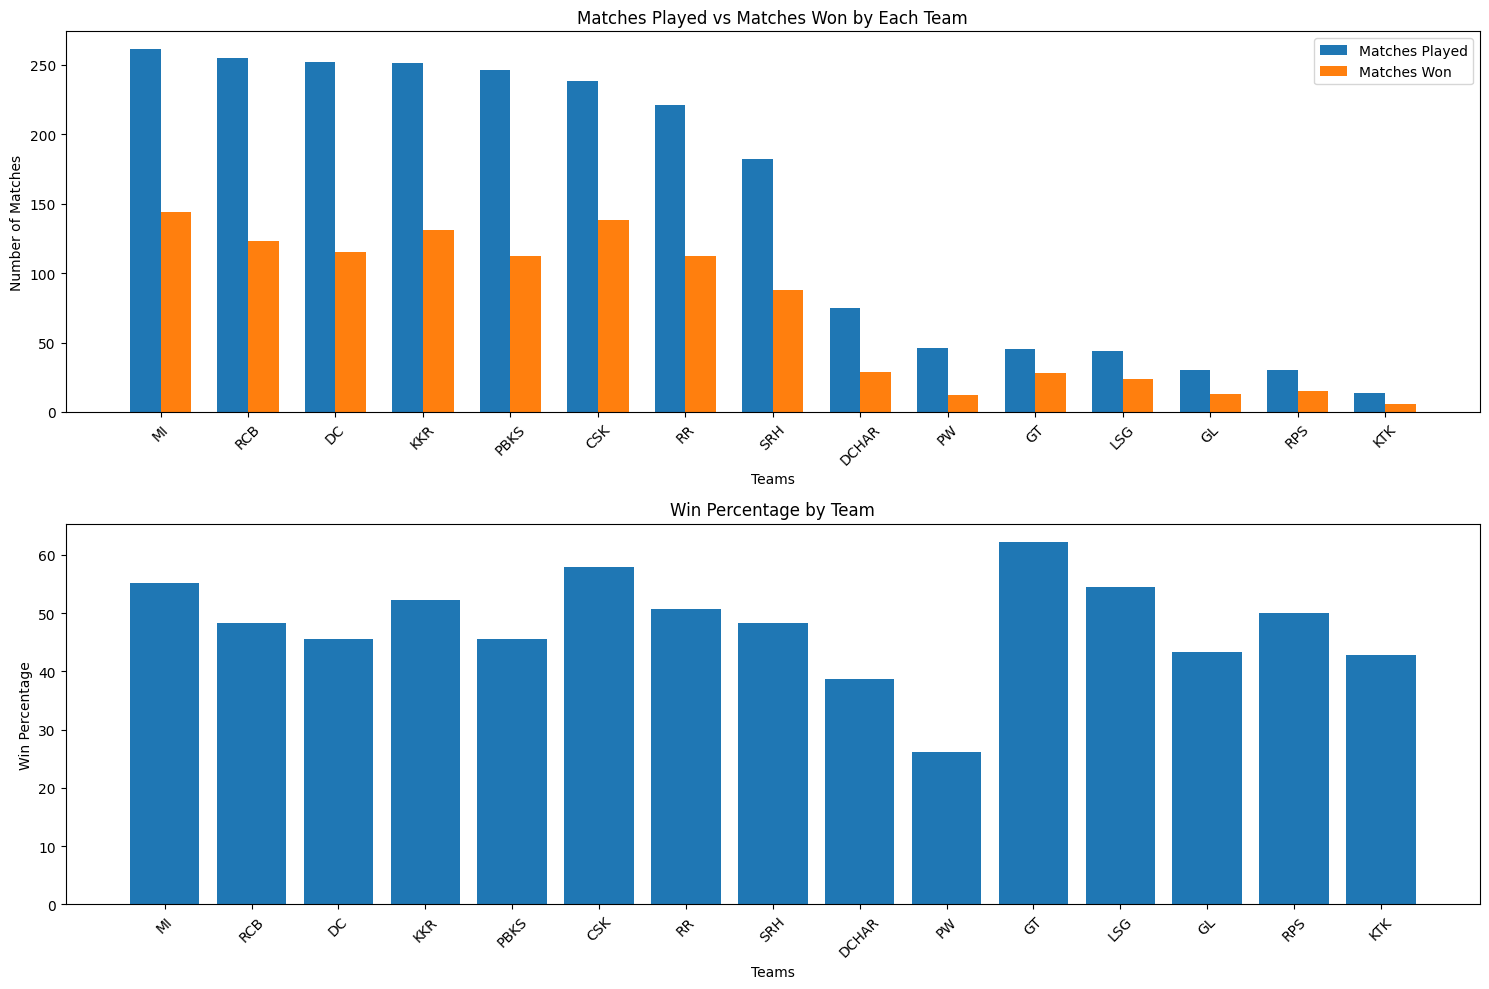 Matches Played vs Matches Won by Each Team
Matches Played
Matches Won
Number of Matches
250
200
150
100
50
0
MI RCB DC KKR PBKS CSK RR SRH DCHAR PW GT LSG GL RPS KTK
Teams
Win Percentage by Team
Win Percentage
60
50
40
30
20
10
0
MI RCB DC KKR PBKS CSK RR SRH DCHAR PW GT LSG GL RPS KTK
Teams